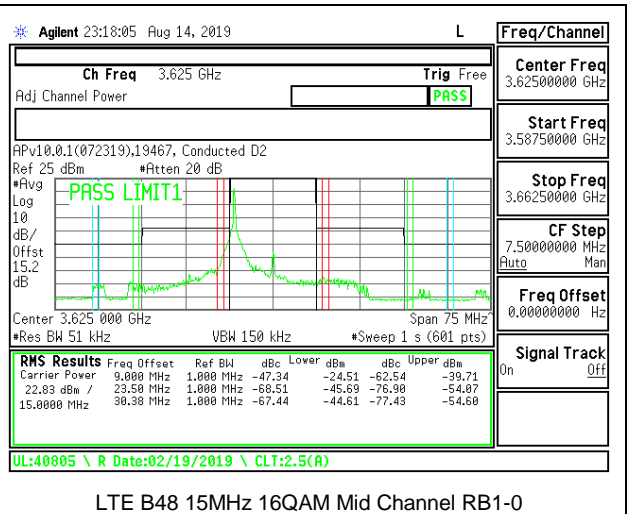 Agilent 23:18:05 Aug 14, 2019 L Freq/Channel
Ch Freq 3.625 GHz Trig Free
Adj Channel Power PASS
Center Freq
3.62500000 GHz
Start Freq
3.58750000 GHz
APv10.0.1(072319),19467, Conducted D2
Ref 25 dBm #Atten 20 dB
#Avg
Log
10
dB/
Offst
15.2
dB
PASS LIMIT1
Stop Freq
3.66250000 GHz
CF Step
7.50000000 MHz
Auto Man
Freq Offset
0.00000000 Hz
Center 3.625 000 GHz Span 75 MHz
#Res BW 51 kHz VBW 150 kHz #Sweep 1 s (601 pts)
Signal Track
On Off
RMS Results Freq Offset Ref BW dBc Lower dBm dBc Upper dBm
Carrier Power 9.000 MHz 1.000 MHz -47.34 -24.51 -62.54 -39.71
22.83 dBm / 23.50 MHz 1.000 MHz -68.51 -45.69 -76.90 -54.07
15.0000 MHz 30.38 MHz 1.000 MHz -67.44 -44.61 -77.43 -54.60
UL:40805 \ R Date:02/19/2019 \ CLT:2.5(A)
LTE B48 15MHz 16QAM Mid Channel RB1-0